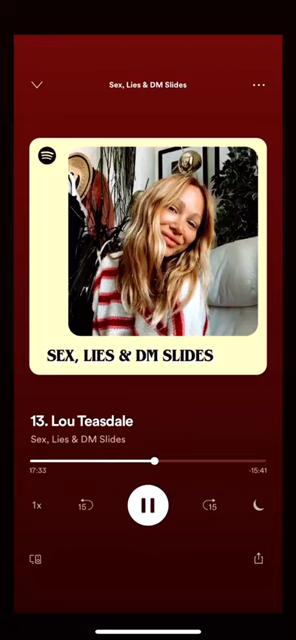 Sex, Lies & DM Slides
SEX, LIES & DM SLIDES
13. Lou Teasdale
Sex, Lies & DM Slides
17:33
-15:41
1x
15
15